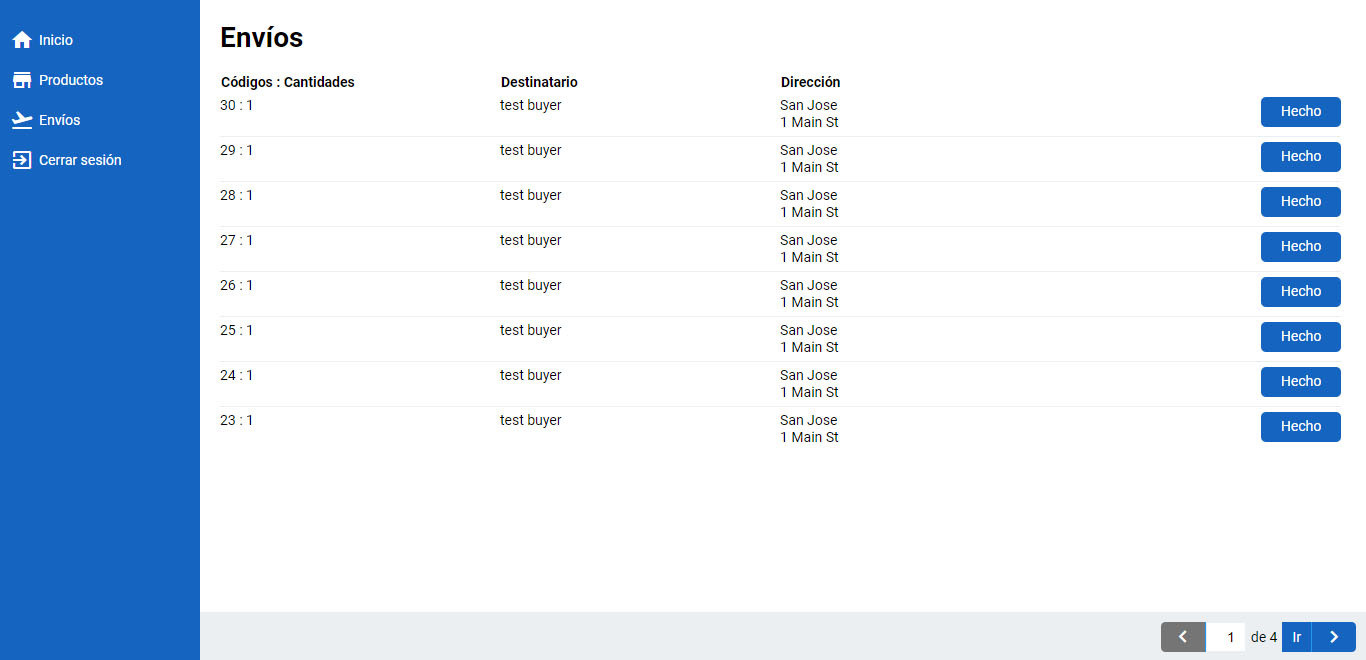 Inicio
Productos
Envíos
Cerrar sesión
Envíos
Códigos : Cantidades Destinatario Dirección
30 : 1 test buyer San Jose
1 Main St
Hecho
29 : 1 test buyer San Jose
1 Main St
Hecho
28 : 1 test buyer San Jose
1 Main St
Hecho
27 : 1 test buyer San Jose
1 Main St
Hecho
26 : 1 test buyer San Jose
1 Main St
Hecho
25 : 1 test buyer San Jose
1 Main St
Hecho
24 : 1 test buyer San Jose
1 Main St
Hecho
23 : 1 test buyer San Jose
1 Main St
Hecho
1 de 4 Ir